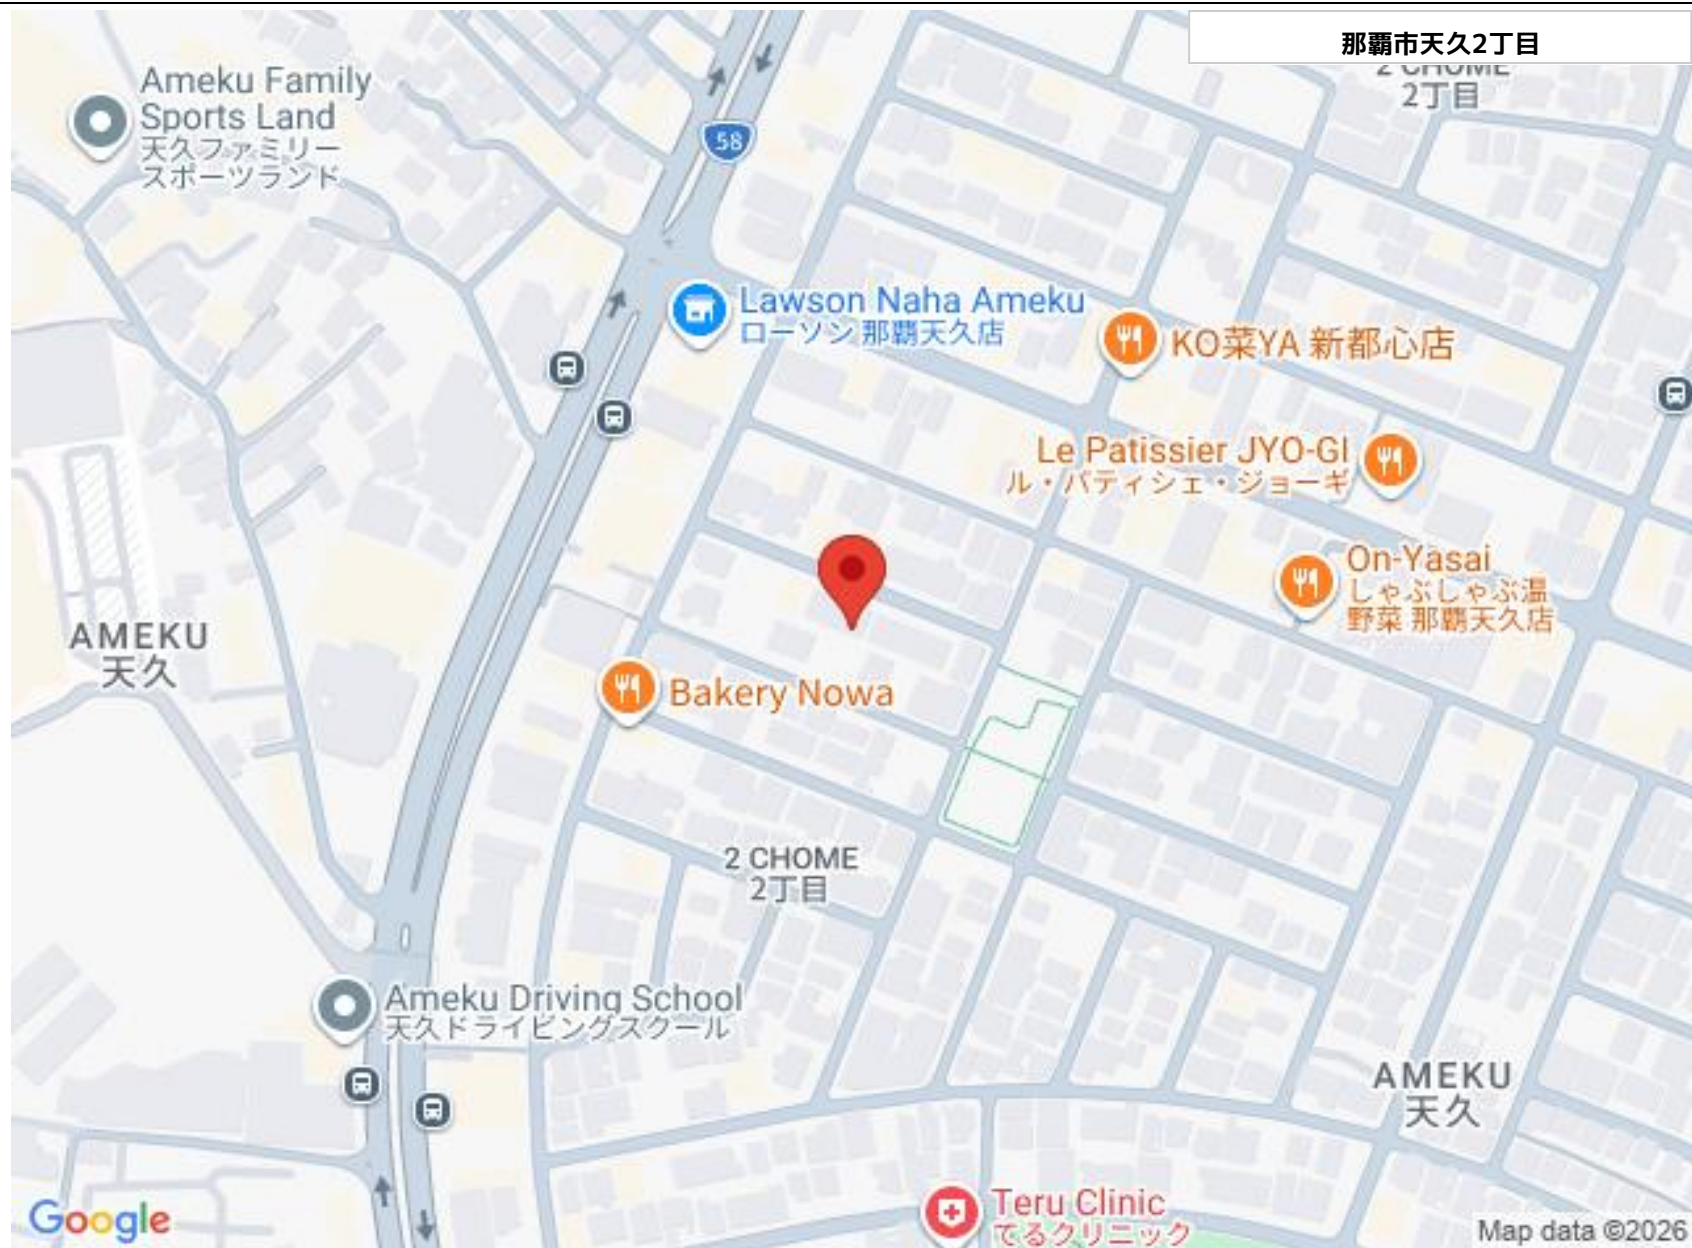 那覇市天久2丁目
2 CHOME
2丁目
Ameku Family
Sports Land
天久ファミリー
スポーツランド
58
Lawson Naha Ameku
ローソン 那覇天久店
KO菜YA 新都心店
Le Patissier JYO-GI
ル・パティシェ・ジョーギ
On-Yasai
しゃぶしゃぶ温
野菜 那覇天久店
AMEKU
天久
Bakery Nowa
2 CHOME
2丁目
Ameku Driving School
天久ドライビングスクール
AMEKU
天久
Teru Clinic
てるクリニック
Google
Map data ©2026